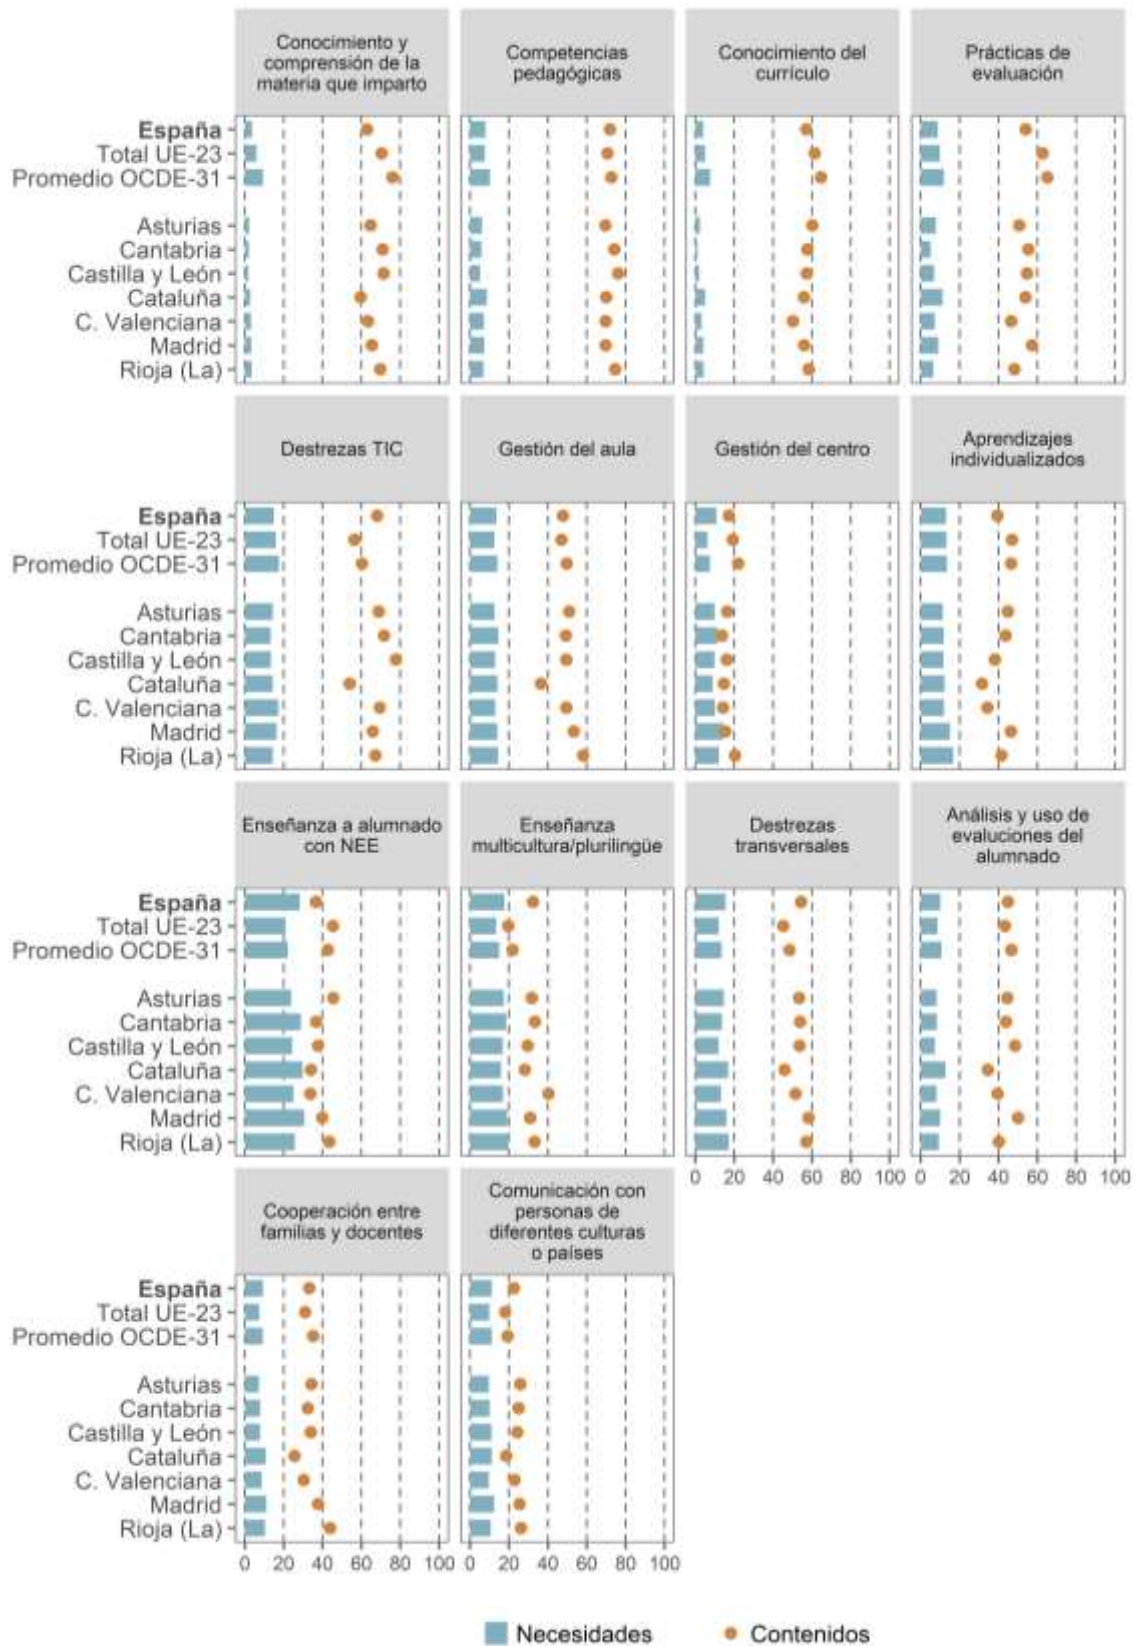 Conocimiento y
comprensión de la
materia que imparto
Competencias
pedagógicas
Conocimiento del
currículo
Prácticas de
evaluación
España
Total UE-23
Promedio OCDE-31
Asturias
Cantabria
Castilla y León
Cataluña
C. Valenciana
Madrid
Rioja (La)
Destrezas TIC
Gestión del aula
Gestión del centro
Aprendizajes
individualizados
España
Total UE-23
Promedio OCDE-31
Asturias
Cantabria
Castilla y León
Cataluña
C. Valenciana
Madrid
Rioja (La)
Enseñanza a alumnado
con NEE
Enseñanza
multicultura/plurilingüe
Destrezas
transversales
Análisis y uso de
evaluciones del
alumnado
España
Total UE-23
Promedio OCDE-31
Asturias
Cantabria
Castilla y León
Cataluña
C. Valenciana
Madrid
Rioja (La)
0 20 40 60 80 100
0 20 40 60 80 100
Cooperación entre
familias y docentes
Comunicación con
personas de
diferentes culturas
o países
España
Total UE-23
Promedio OCDE-31
Asturias
Cantabria
Castilla y León
Cataluña
C. Valenciana
Madrid
Rioja (La)
0 20 40 60 80 100
0 20 40 60 80 100
Necesidades
Contenidos